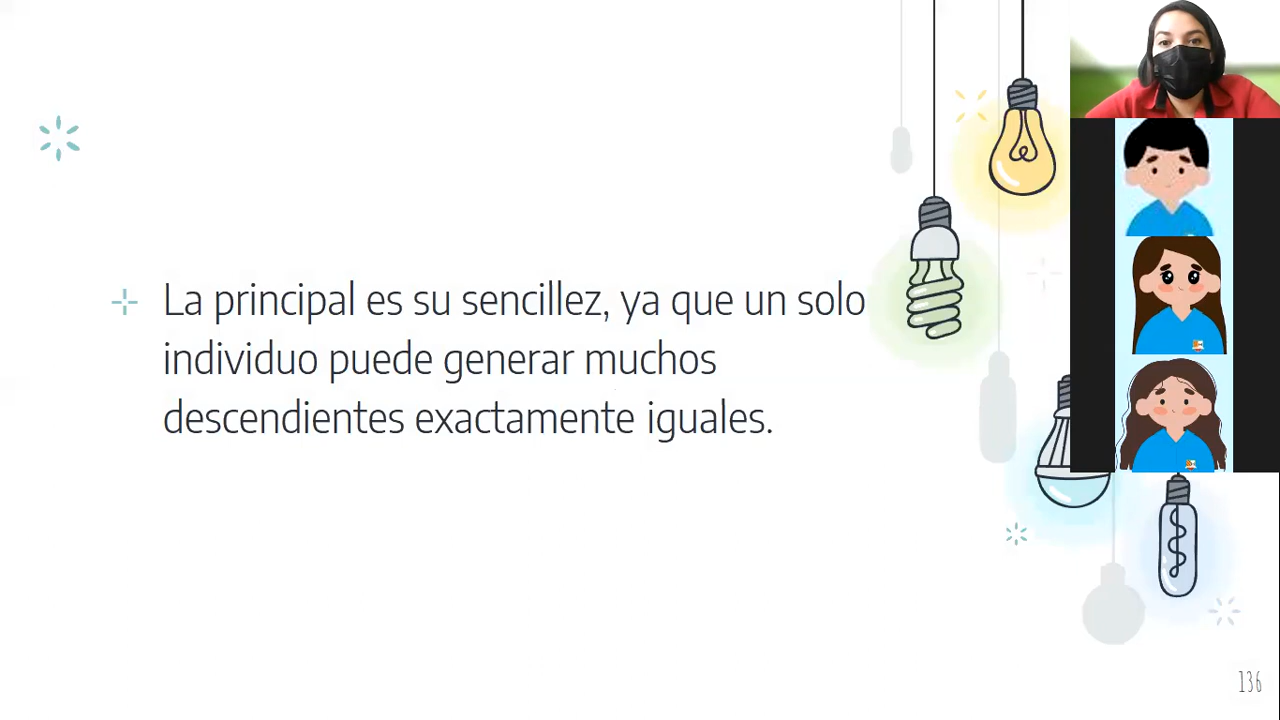 La principal es su sencillez, ya que un solo
individuo puede generar muchos
descendientes exactamente iguales.
136